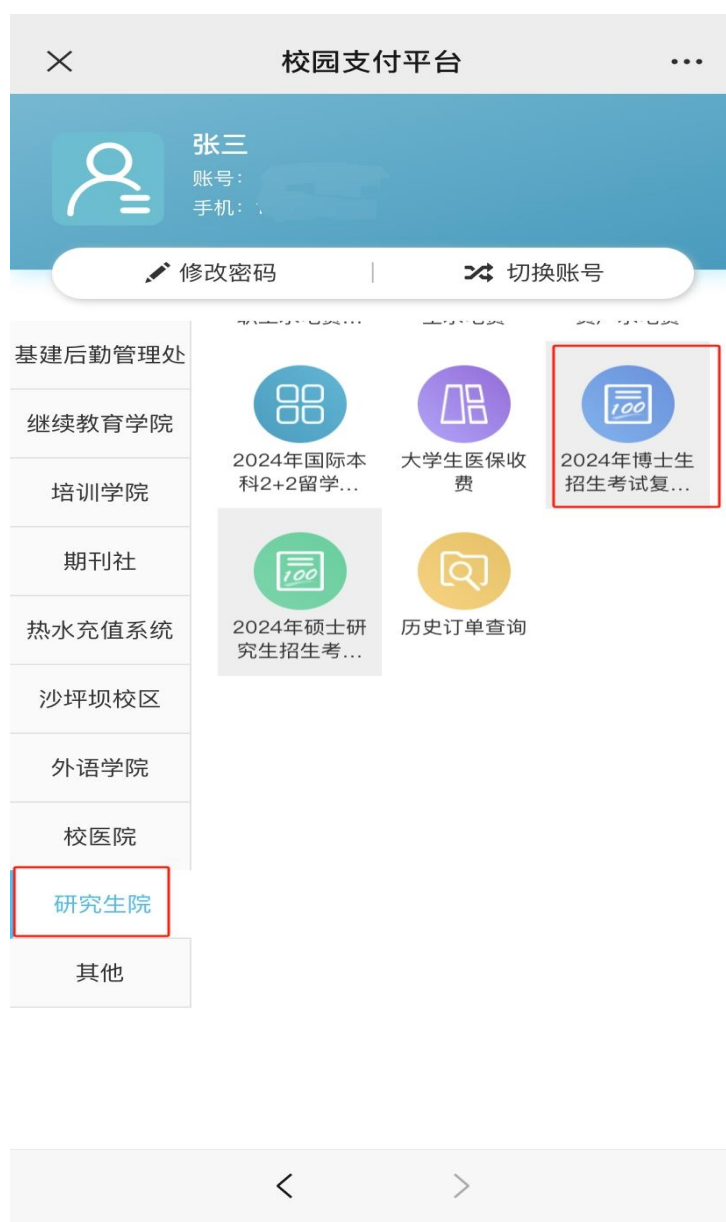 校园支付平台
张三
账号:
手机:
修改密码
切换账号
基建后勤管理处
继续教育学院
培训学院
期刊社
热水充值系统
沙坪坝校区
外语学院
校医院
研究生院
其他
2024年国际本
科2+2留学...
大学生医保收
费
100
2024年博士生
招生考试复...
100
2024年硕士研
究生招生考...
历史订单查询